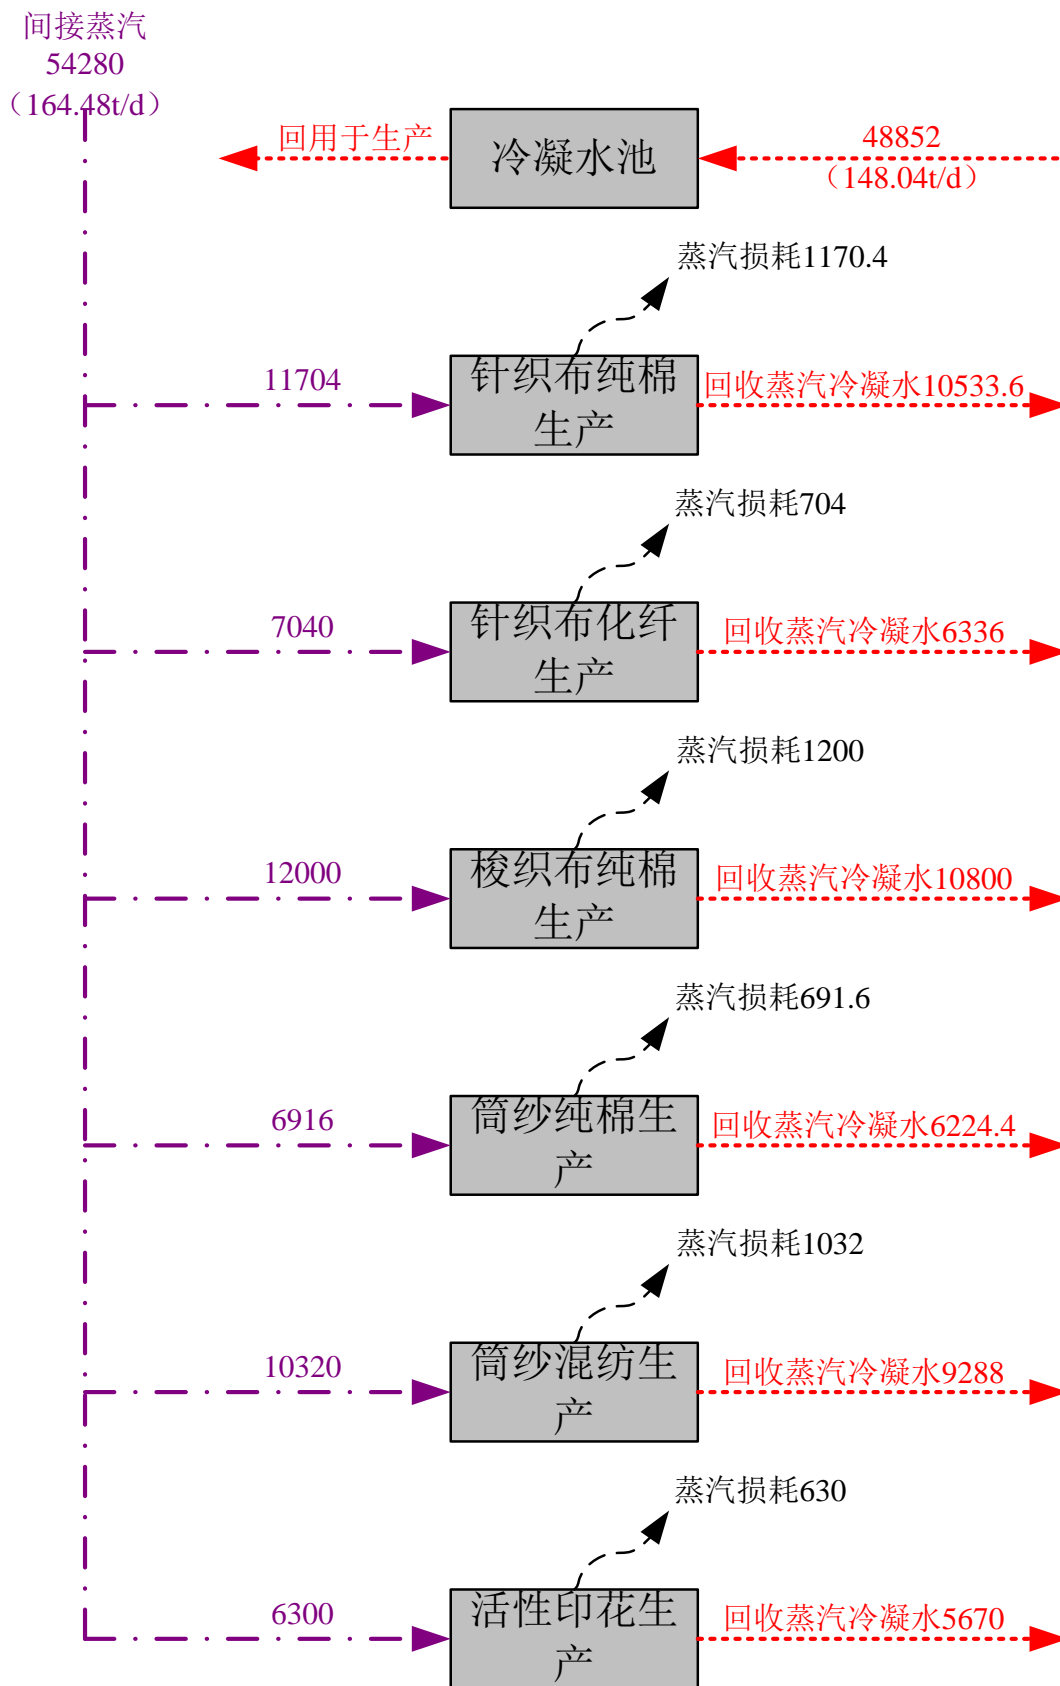 间接蒸汽
54280
（164.48t/d）
回用于生产
冷凝水池
48852
（148.04t/d）
蒸汽损耗1170.4
11704
针织布纯棉
生产
回收蒸汽冷凝水10533.6
蒸汽损耗704
7040
针织布化纤
生产
回收蒸汽冷凝水6336
蒸汽损耗1200
12000
梭织布纯棉
生产
回收蒸汽冷凝水10800
蒸汽损耗691.6
6916
筒纱纯棉生
产
回收蒸汽冷凝水6224.4
蒸汽损耗1032
10320
筒纱混纺生
产
回收蒸汽冷凝水9288
蒸汽损耗630
6300
活性印花生
产
回收蒸汽冷凝水5670